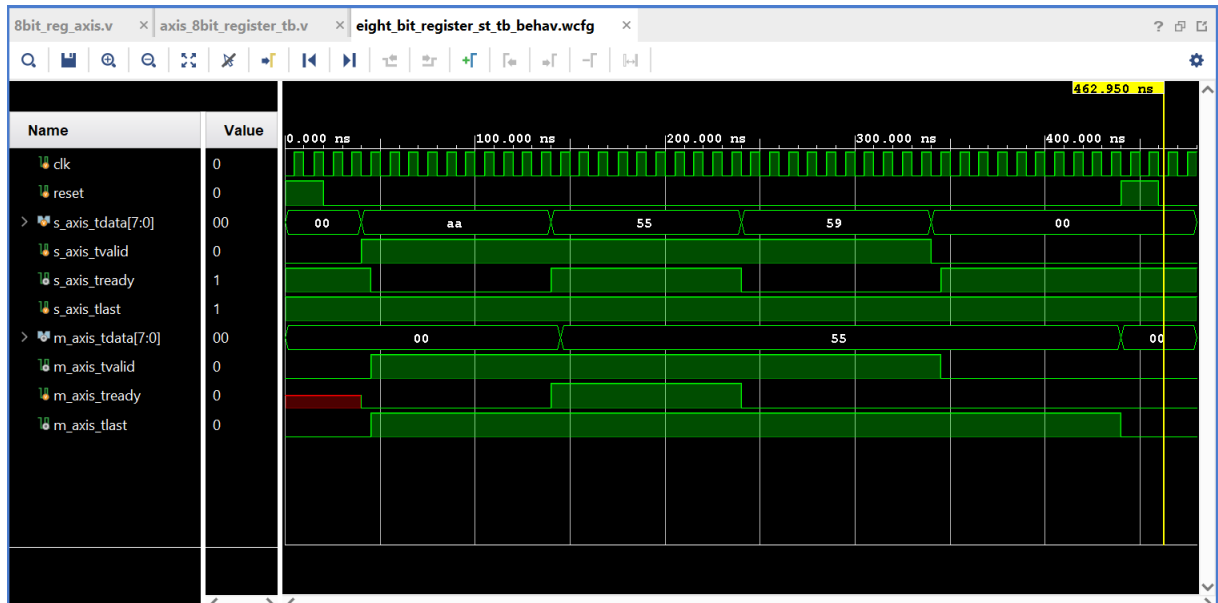 8bit_reg_axis.v × axis_8bit_register_tb.v × eight_bit_register_st_tb_behav.wcfg × ?
462.950 ns
Name Value 0.000 ns 100.000 ns 200.000 ns 300.000 ns 400.000 ns
clk 0
reset 0
s_axis_tdata[7:0] 00 00 aa 55 59 00
s_axis_tvalid 0
s_axis_tready 1
s_axis_tlast 1
m_axis_tdata[7:0] 00 00 55 00
m_axis_tvalid 0
m_axis_tready 0
m_axis_tlast 0